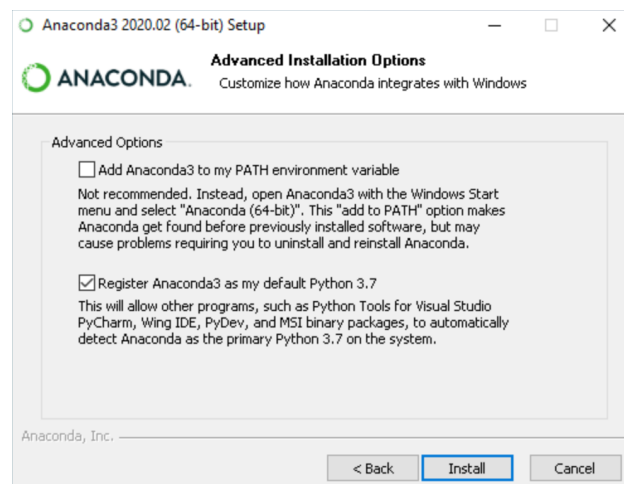 Anaconda3 2020.02 (64-bit) Setup
ANACONDA.
Advanced Installation Options
Customize how Anaconda integrates with Windows
Advanced Options
Add Anaconda3 to my PATH environment variable
Not recommended. Instead, open Anaconda3 with the Windows Start
menu and select "Anaconda (64-bit)". This "add to PATH" option makes
Anaconda get found before previously installed software, but may
cause problems requiring you to uninstall and reinstall Anaconda.
Register Anaconda3 as my default Python 3.7
This will allow other programs, such as Python Tools for Visual Studio
PyCharm, Wing IDE, PyDev, and MSI binary packages, to automatically
detect Anaconda as the primary Python 3.7 on the system.
Anaconda, Inc.
< Back
Install
Cancel